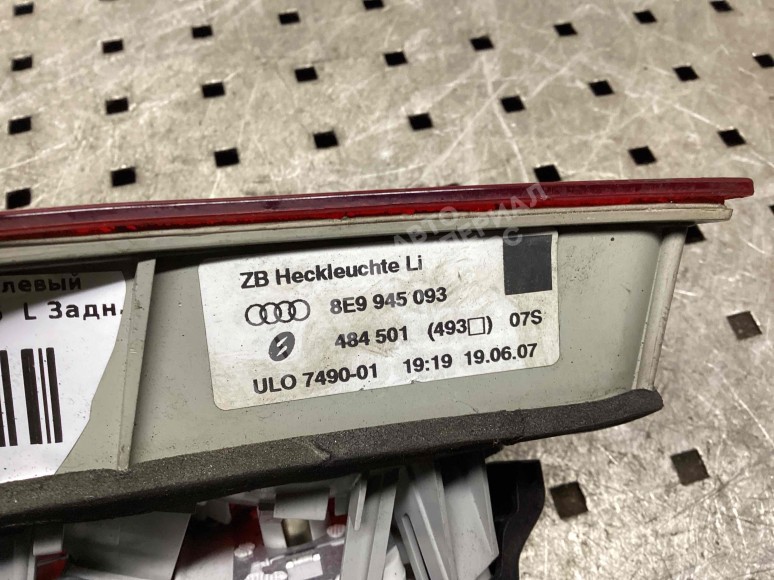 ZB Heckleuchte Li
8E9 945 093
484 501 (493□) 07S
ULO 7490-01 19:19 19.06.07
левый
L Задн.
АВТО
С